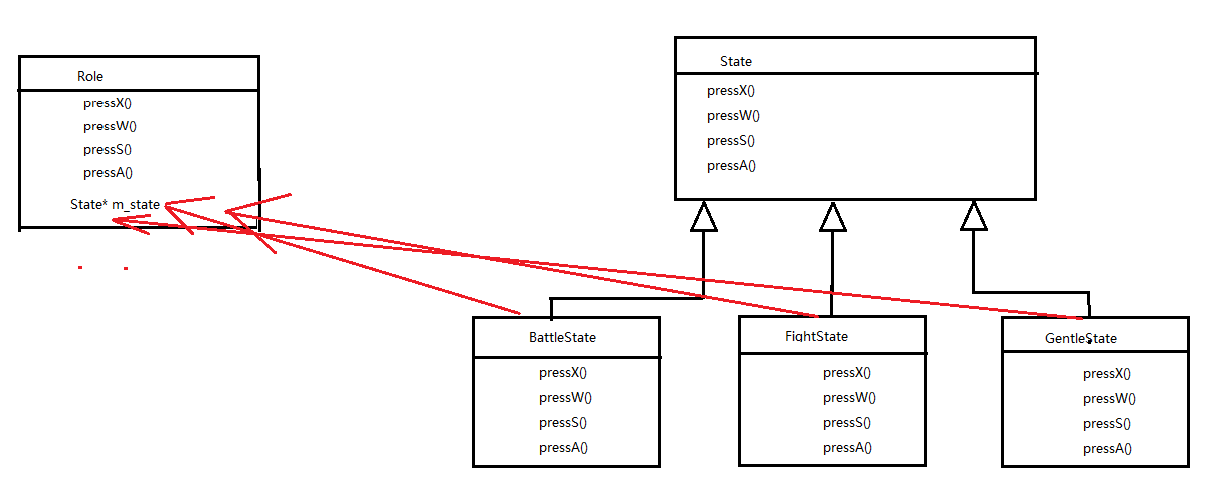 Role
pressX()
pressW()
pressS()
pressA()
State* m_state
State
pressX()
pressW()
pressS()
pressA()
BattleState
pressX()
pressW()
pressS()
pressA()
FightState
pressX()
pressW()
pressS()
pressA()
GentleState
pressX()
pressW()
pressS()
pressA()